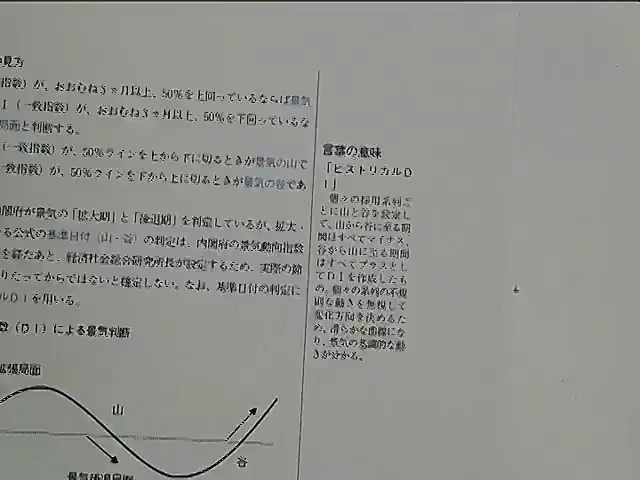 見方
指数）が、おおむね3ヵ月以上、50％を上回っているならば景気
I（一致指数）が、おおむね3ヵ月以上、50％を下回っているな
局面と判断する。
一致指数）が、50％ラインを上から下に切るときが景気の山で
一致指数）が、50％ラインを下から上に切るときが景気の谷であ
内閣府が景気の「拡大期」と「後退期」を判定しているが、拡大・
る公式の基準日付（山・谷）の判定は、内閣府の景気動向指数
を経たあと、経済社会総合研究所長が設定するため、実際の節
りたってからではないと確定しない。なお、基準日付の判定に
ルDIを用いる。
数（DI）による景気判断
拡張局面
山
谷
景気後退局面
言葉の意味
「ヒストリカルD
I」
個々の採用系列ご
とに山と谷を設定し
て、山から谷に至る期
間はすべてマイナス、
谷から山に至る期間
はすべてプラスとし
てDIを作成したも
の。個々の系列の不規
則な動きを無視して
変化方向を決めるた
め、滑らかな曲線にな
り、景気の基調的な動
きが分かる。